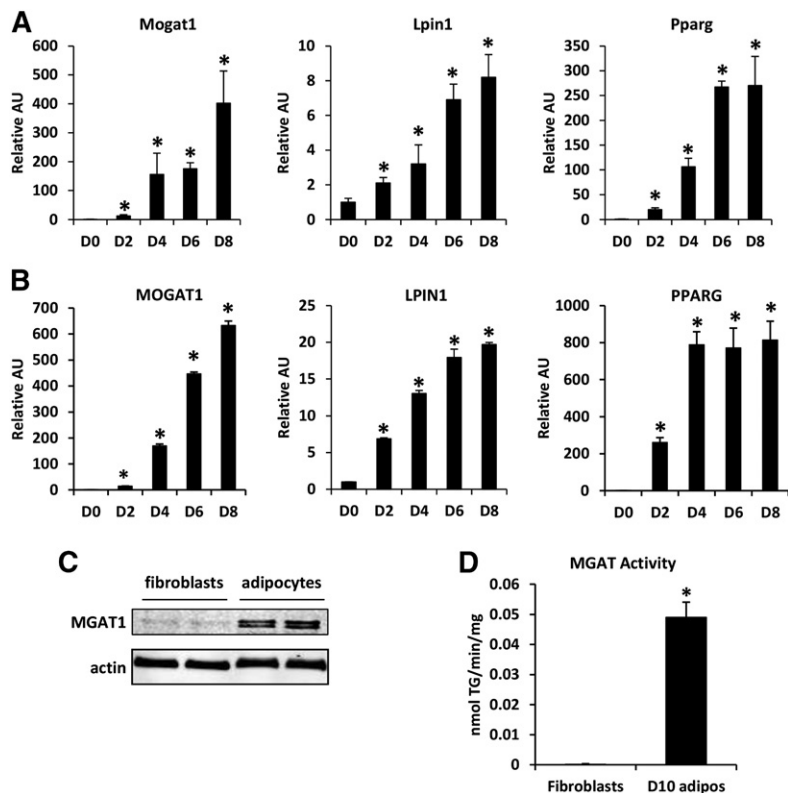 A
Mogat1
Relative AU
600
500
400
300
200
100
0
*
*
*
*
D0 D2 D4 D6 D8
Lpin1
Relative AU
10
8
6
4
2
0
*
*
*
*
D0 D2 D4 D6 D8
Pparg
Relative AU
350
300
250
200
150
100
50
0
*
*
*
*
D0 D2 D4 D6 D8
B
MOGAT1
Relative AU
700
600
500
400
300
200
100
0
*
*
*
*
D0 D2 D4 D6 D8
LPIN1
Relative AU
25
20
15
10
5
0
*
*
*
*
D0 D2 D4 D6 D8
PPARG
Relative AU
1000
800
600
400
200
0
*
*
*
*
D0 D2 D4 D6 D8
C
fibroblasts adipocytes
MGAT1
actin
D
MGAT Activity
nmol TG/min/mg
0.06
0.05
0.04
0.03
0.02
0.01
0
*
Fibroblasts D10 adipos